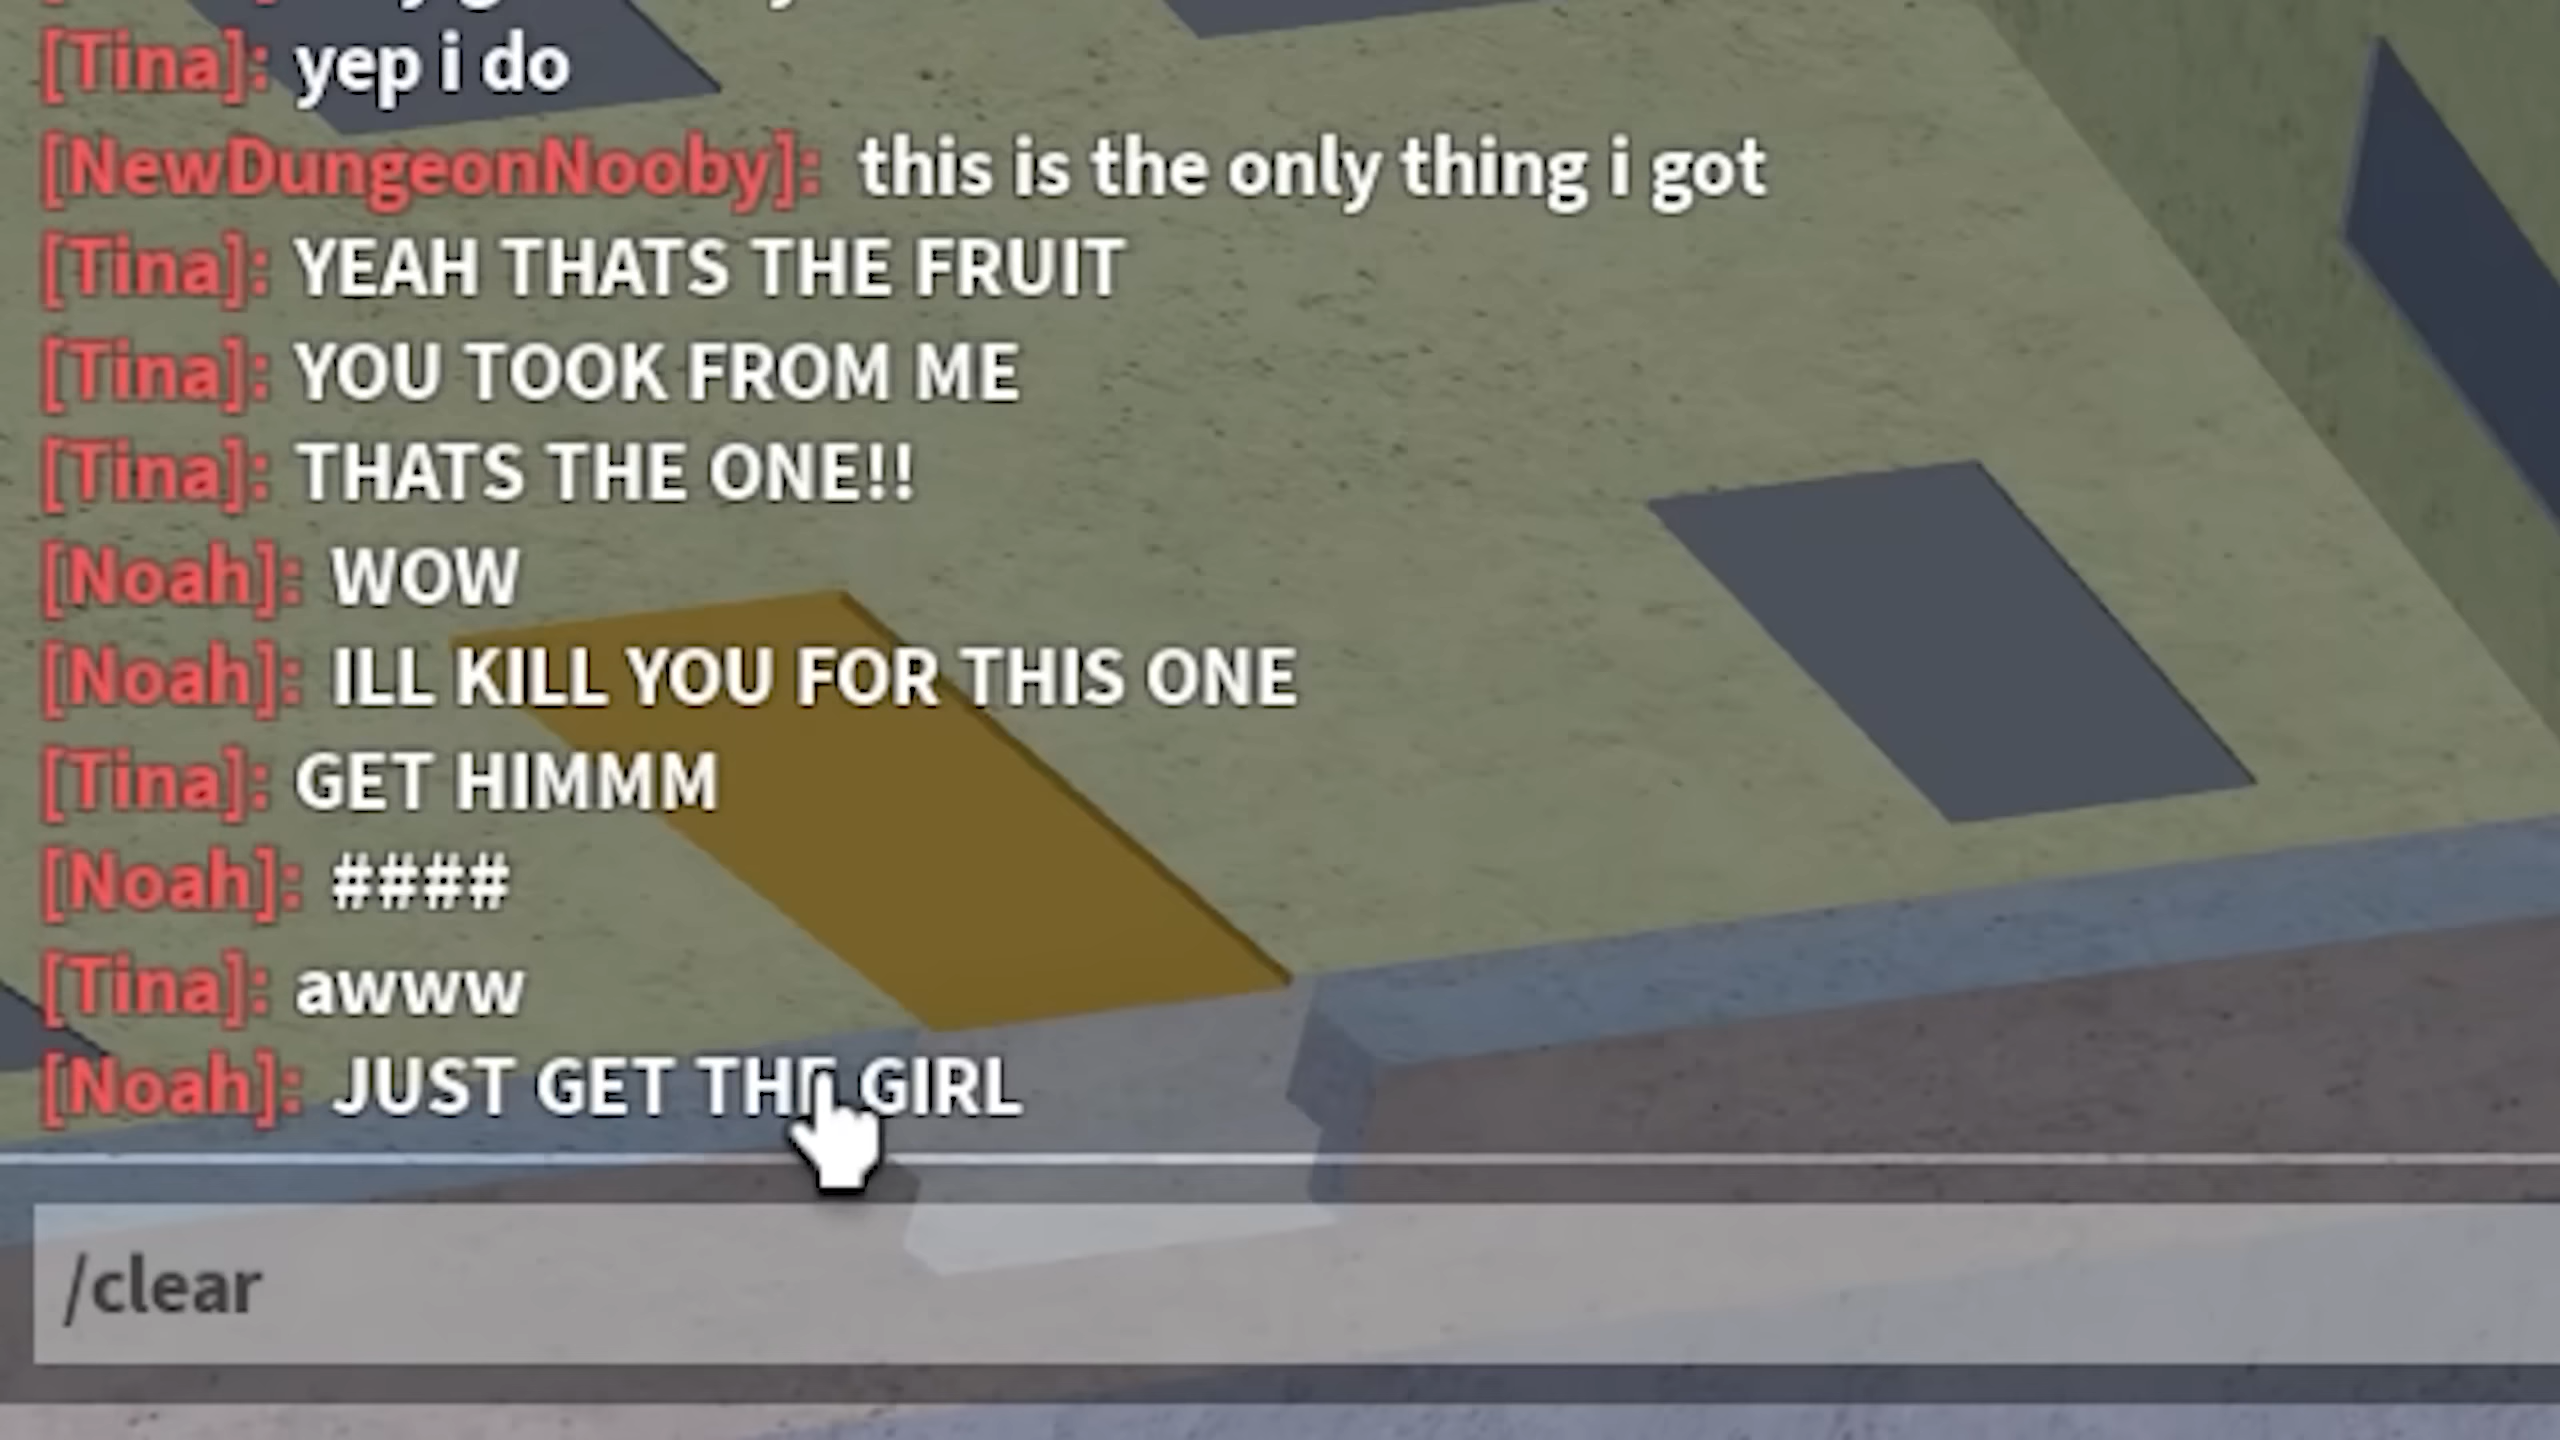 [Tina]: yep i do
[NewDungeonNooby]: this is the only thing i got
[Tina]: YEAH THATS THE FRUIT
[Tina]: YOU TOOK FROM ME
[Tina]: THATS THE ONE!!
[Noah]: WOW
[Noah]: ILL KILL YOU FOR THIS ONE
[Tina]: GET HIMMM
[Noah]: ####
[Tina]: awww
[Noah]: JUST GET THE GIRL
/clear